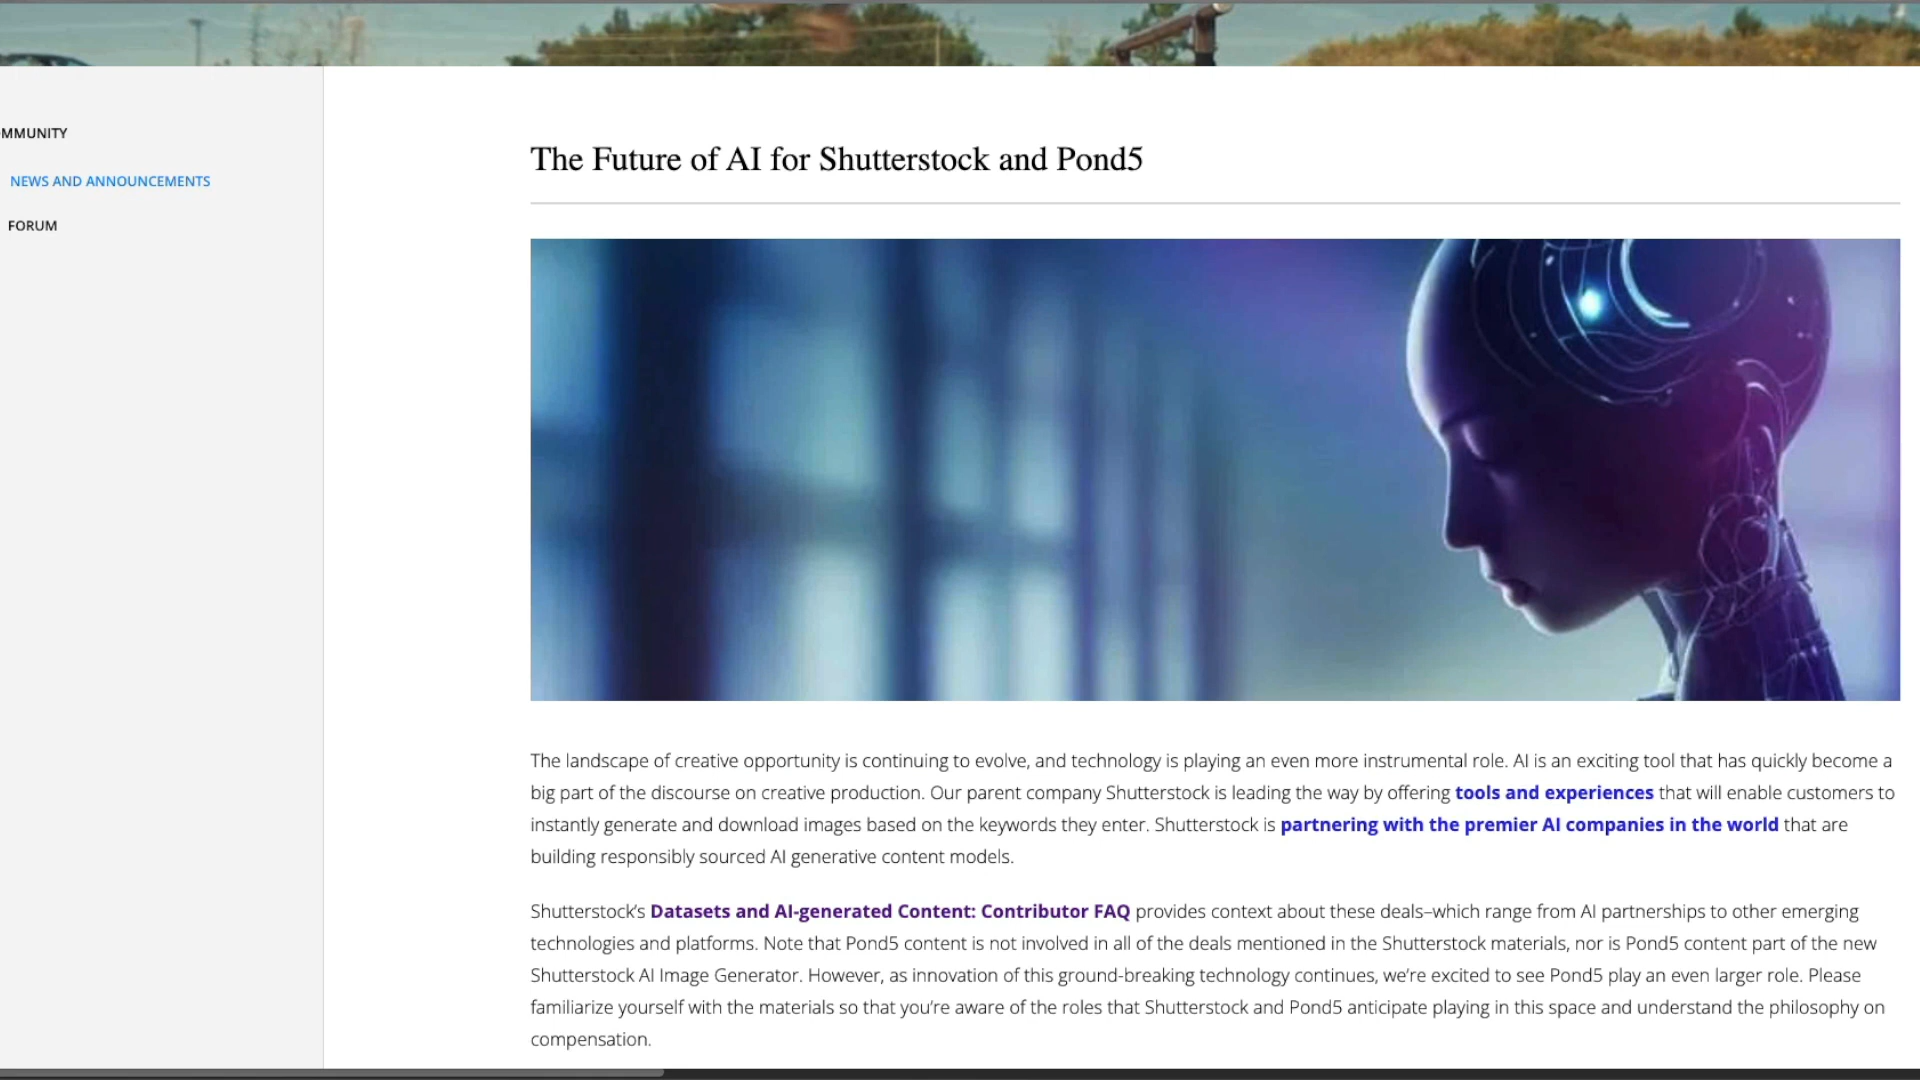 MMUNITY
NEWS AND ANNOUNCEMENTS
FORUM
The Future of AI for Shutterstock and Pond5
The landscape of creative opportunity is continuing to evolve, and technology is playing an even more instrumental role. AI is an exciting tool that has quickly become a
big part of the discourse on creative production. Our parent company Shutterstock is leading the way by offering tools and experiences that will enable customers to
instantly generate and download images based on the keywords they enter. Shutterstock is partnering with the premier AI companies in the world that are
building responsibly sourced AI generative content models.
Shutterstock’s Datasets and AI-generated Content: Contributor FAQ provides context about these deals–which range from AI partnerships to other emerging
technologies and platforms. Note that Pond5 content is not involved in all of the deals mentioned in the Shutterstock materials, nor is Pond5 content part of the new
Shutterstock AI Image Generator. However, as innovation of this ground-breaking technology continues, we’re excited to see Pond5 play an even larger role. Please
familiarize yourself with the materials so that you’re aware of the roles that Shutterstock and Pond5 anticipate playing in this space and understand the philosophy on
compensation.